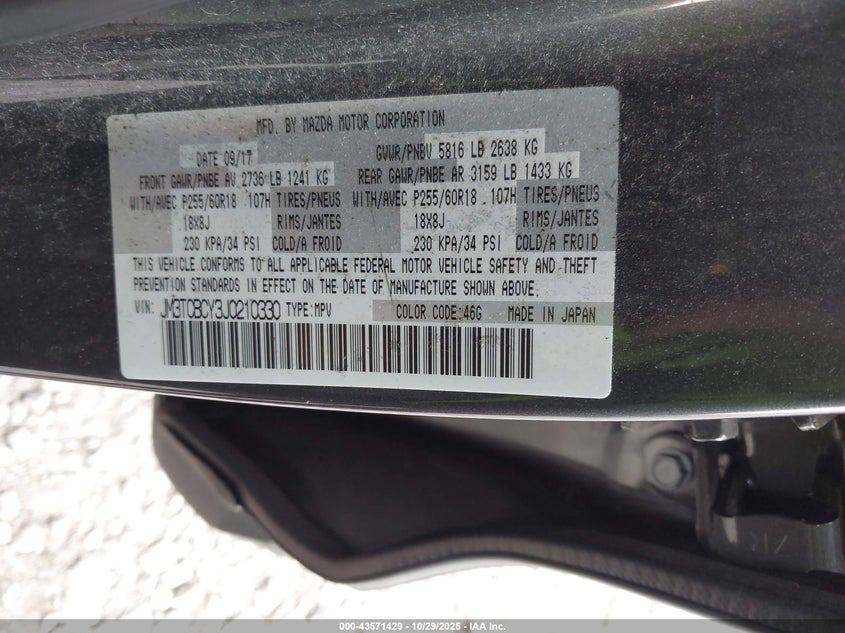 MFD. BY MAZDA MOTOR CORPORATION
DATE 09/17 GVWR/PNBV 5816 LB 2638 KG
FRONT GAWR/PNBE AV 2736 LB 1241 KG REAR GAWR/PNBE AR 3159 LB 1433 KG
WITH/AVEC P255/60R18 .107H TIRES/PNEUS WITH/AVEC P255/60R18 .107H TIRES/PNEUS
18X8J RIMS/JANTES 18X8J RIMS/JANTES
230 KPA/34 PSI COLD/A FROID 230 KPA/34 PSI COLD/A FROID
THIS VEHICLE CONFORMS TO ALL APPLICABLE FEDERAL MOTOR VEHICLE SAFETY AND THEFT
PREVENTION STANDARDS IN EFFECT ON THE DATE OF MANUFACTURE SHOWN ABOVE.
VIN: JM3TCBCY3J0210330 TYPE:MPV COLOR CODE:46G MADE IN JAPAN
000-43571429 - 10/29/2025 - IAA Inc.